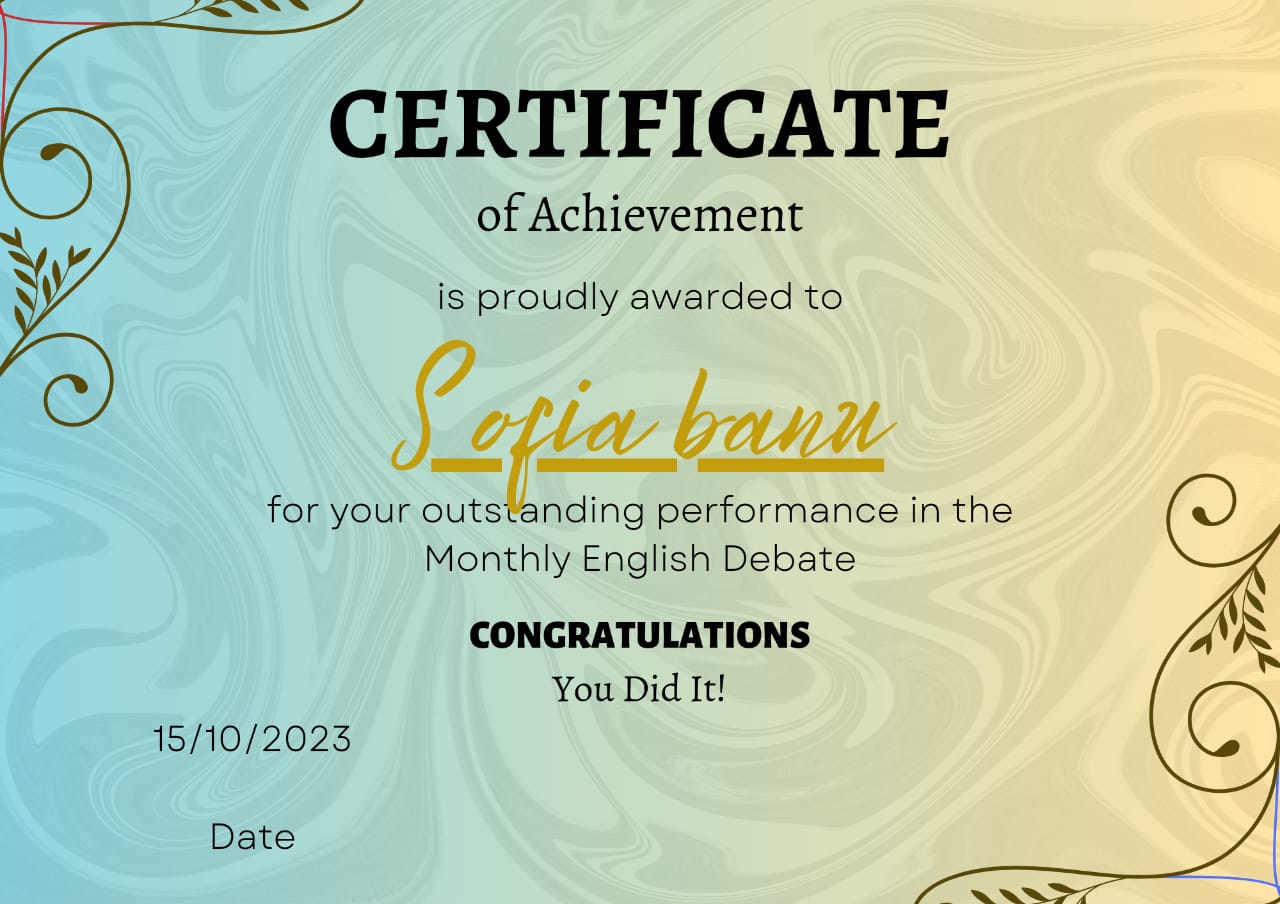 CERTIFICATE
of Achievement
is proudly awarded to
Sofia banu
for your outstanding performance in the
Monthly English Debate
CONGRATULATIONS
You Did It!
15/10/2023
Date